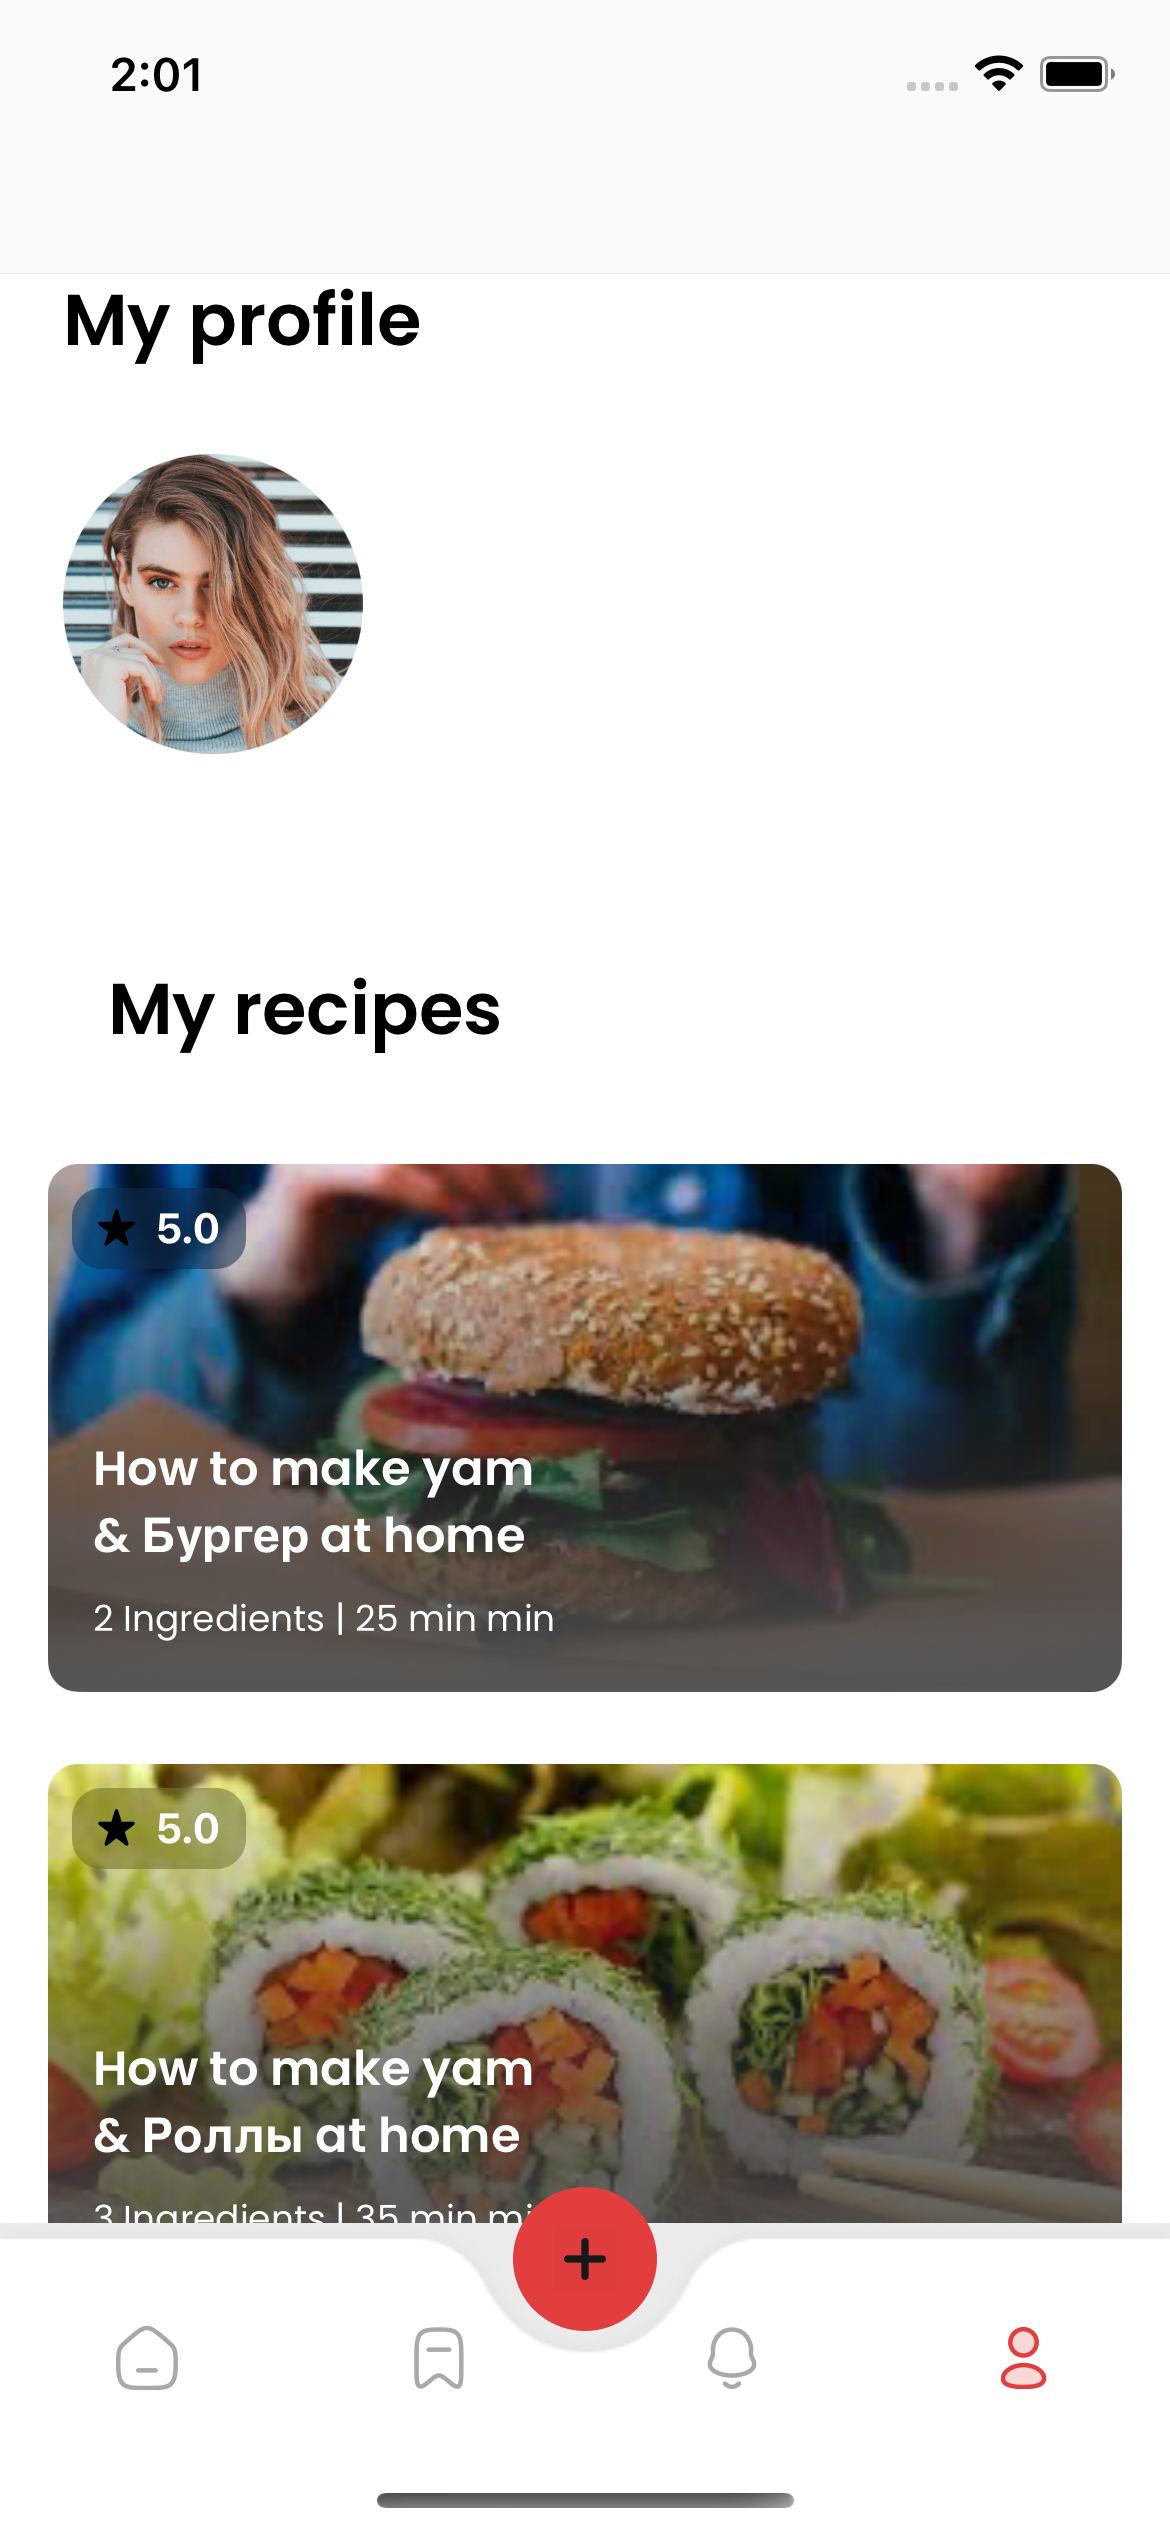 2:01
My profile
My recipes
5.0
How to make yam
& Бургер at home
2 Ingredients | 25 min min
5.0
How to make yam
& Роллы at home
3 Ingredients | 35 min mi